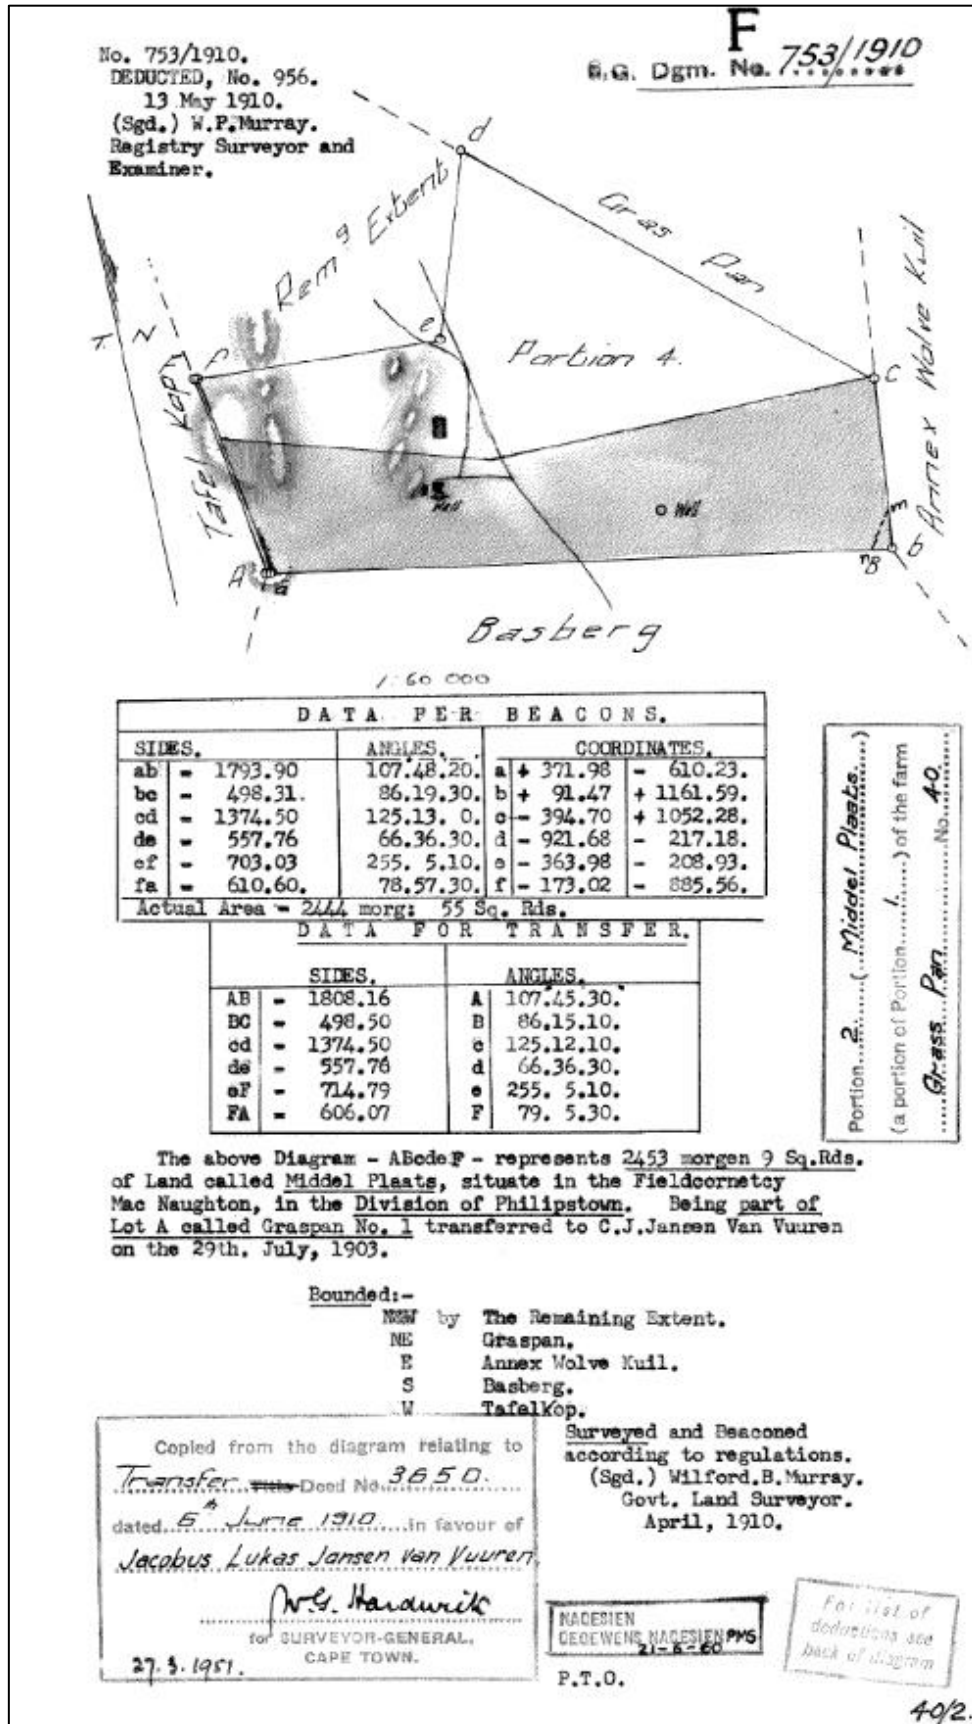 No. 753/1910.
DEDUCTED, No. 956.
13 May 1910.
(Sgd.) W.P.Murray.
Registry Surveyor and
Examiner.
F
S.G. Dgm. No. 753/1910
d
Rem^g Extent
Gras Pan
Annex Wolve Kuil
T. N
f
e
Portion 4.
c
Tafel Kop
Well
Well
m
b
n
B
A
a
Basberg
1:60 000
DATA PER BEACONS.
SIDES. ANGLES. COORDINATES.
ab = 1793.90 107.48.20. a + 371.98 - 610.23.
bc = 498.31. 86.19.30. b + 91.47 + 1161.59.
cd = 1374.50 125.13. 0. c - 394.70 + 1052.28.
de = 557.76 66.36.30. d - 921.68 - 217.18.
ef = 703.03 255. 5.10. e - 363.98 - 208.93.
fa = 610.60. 78.57.30. f - 173.02 - 885.56.
Actual Area = 2444 morg: 55 Sq. Rds.
DATA FOR TRANSFER.
SIDES. ANGLES.
AB = 1808.16 A 107.45.30.
BC = 498.50 B 86.15.10.
cd = 1374.50 c 125.12.10.
de = 557.76 d 66.36.30.
eF = 714.79 e 255. 5.10.
FA = 606.07 F 79. 5.30.
Portion 2 ( Middel Plaats )
(a portion of Portion 1. ) of the farm
Grass Pan No. 40.
The above Diagram - ABcdeF - represents 2453 morgen 9 Sq.Rds.
of Land called Middel Plaats, situate in the Fieldcornetcy
Mac Naughton, in the Division of Philipstown. Being part of
Lot A called Graspan No. 1 transferred to C.J.Jansen Van Vuuren
on the 29th. July, 1903.
Bounded:-
by The Remaining Extent.
NE Graspan.
E Annex Wolve Kuil.
S Basberg.
W TafelKop.
Surveyed and Beaconed
according to regulations.
(Sgd.) Wilford.B.Murray.
Govt. Land Surveyor.
April, 1910.
Copied from the diagram relating to
Transfer Title Deed No. 3650.
dated 6th June 1910 in favour of
Jacobus Lukas Jansen van Vuuren.
for SURVEYOR-GENERAL,
CAPE TOWN.
27.3.1951.
NAGESIEN
GEGEWENS NAGESIEN PMS
21-6-60
P.T.O.
For list of
deductions see
back of diagram
40/2.